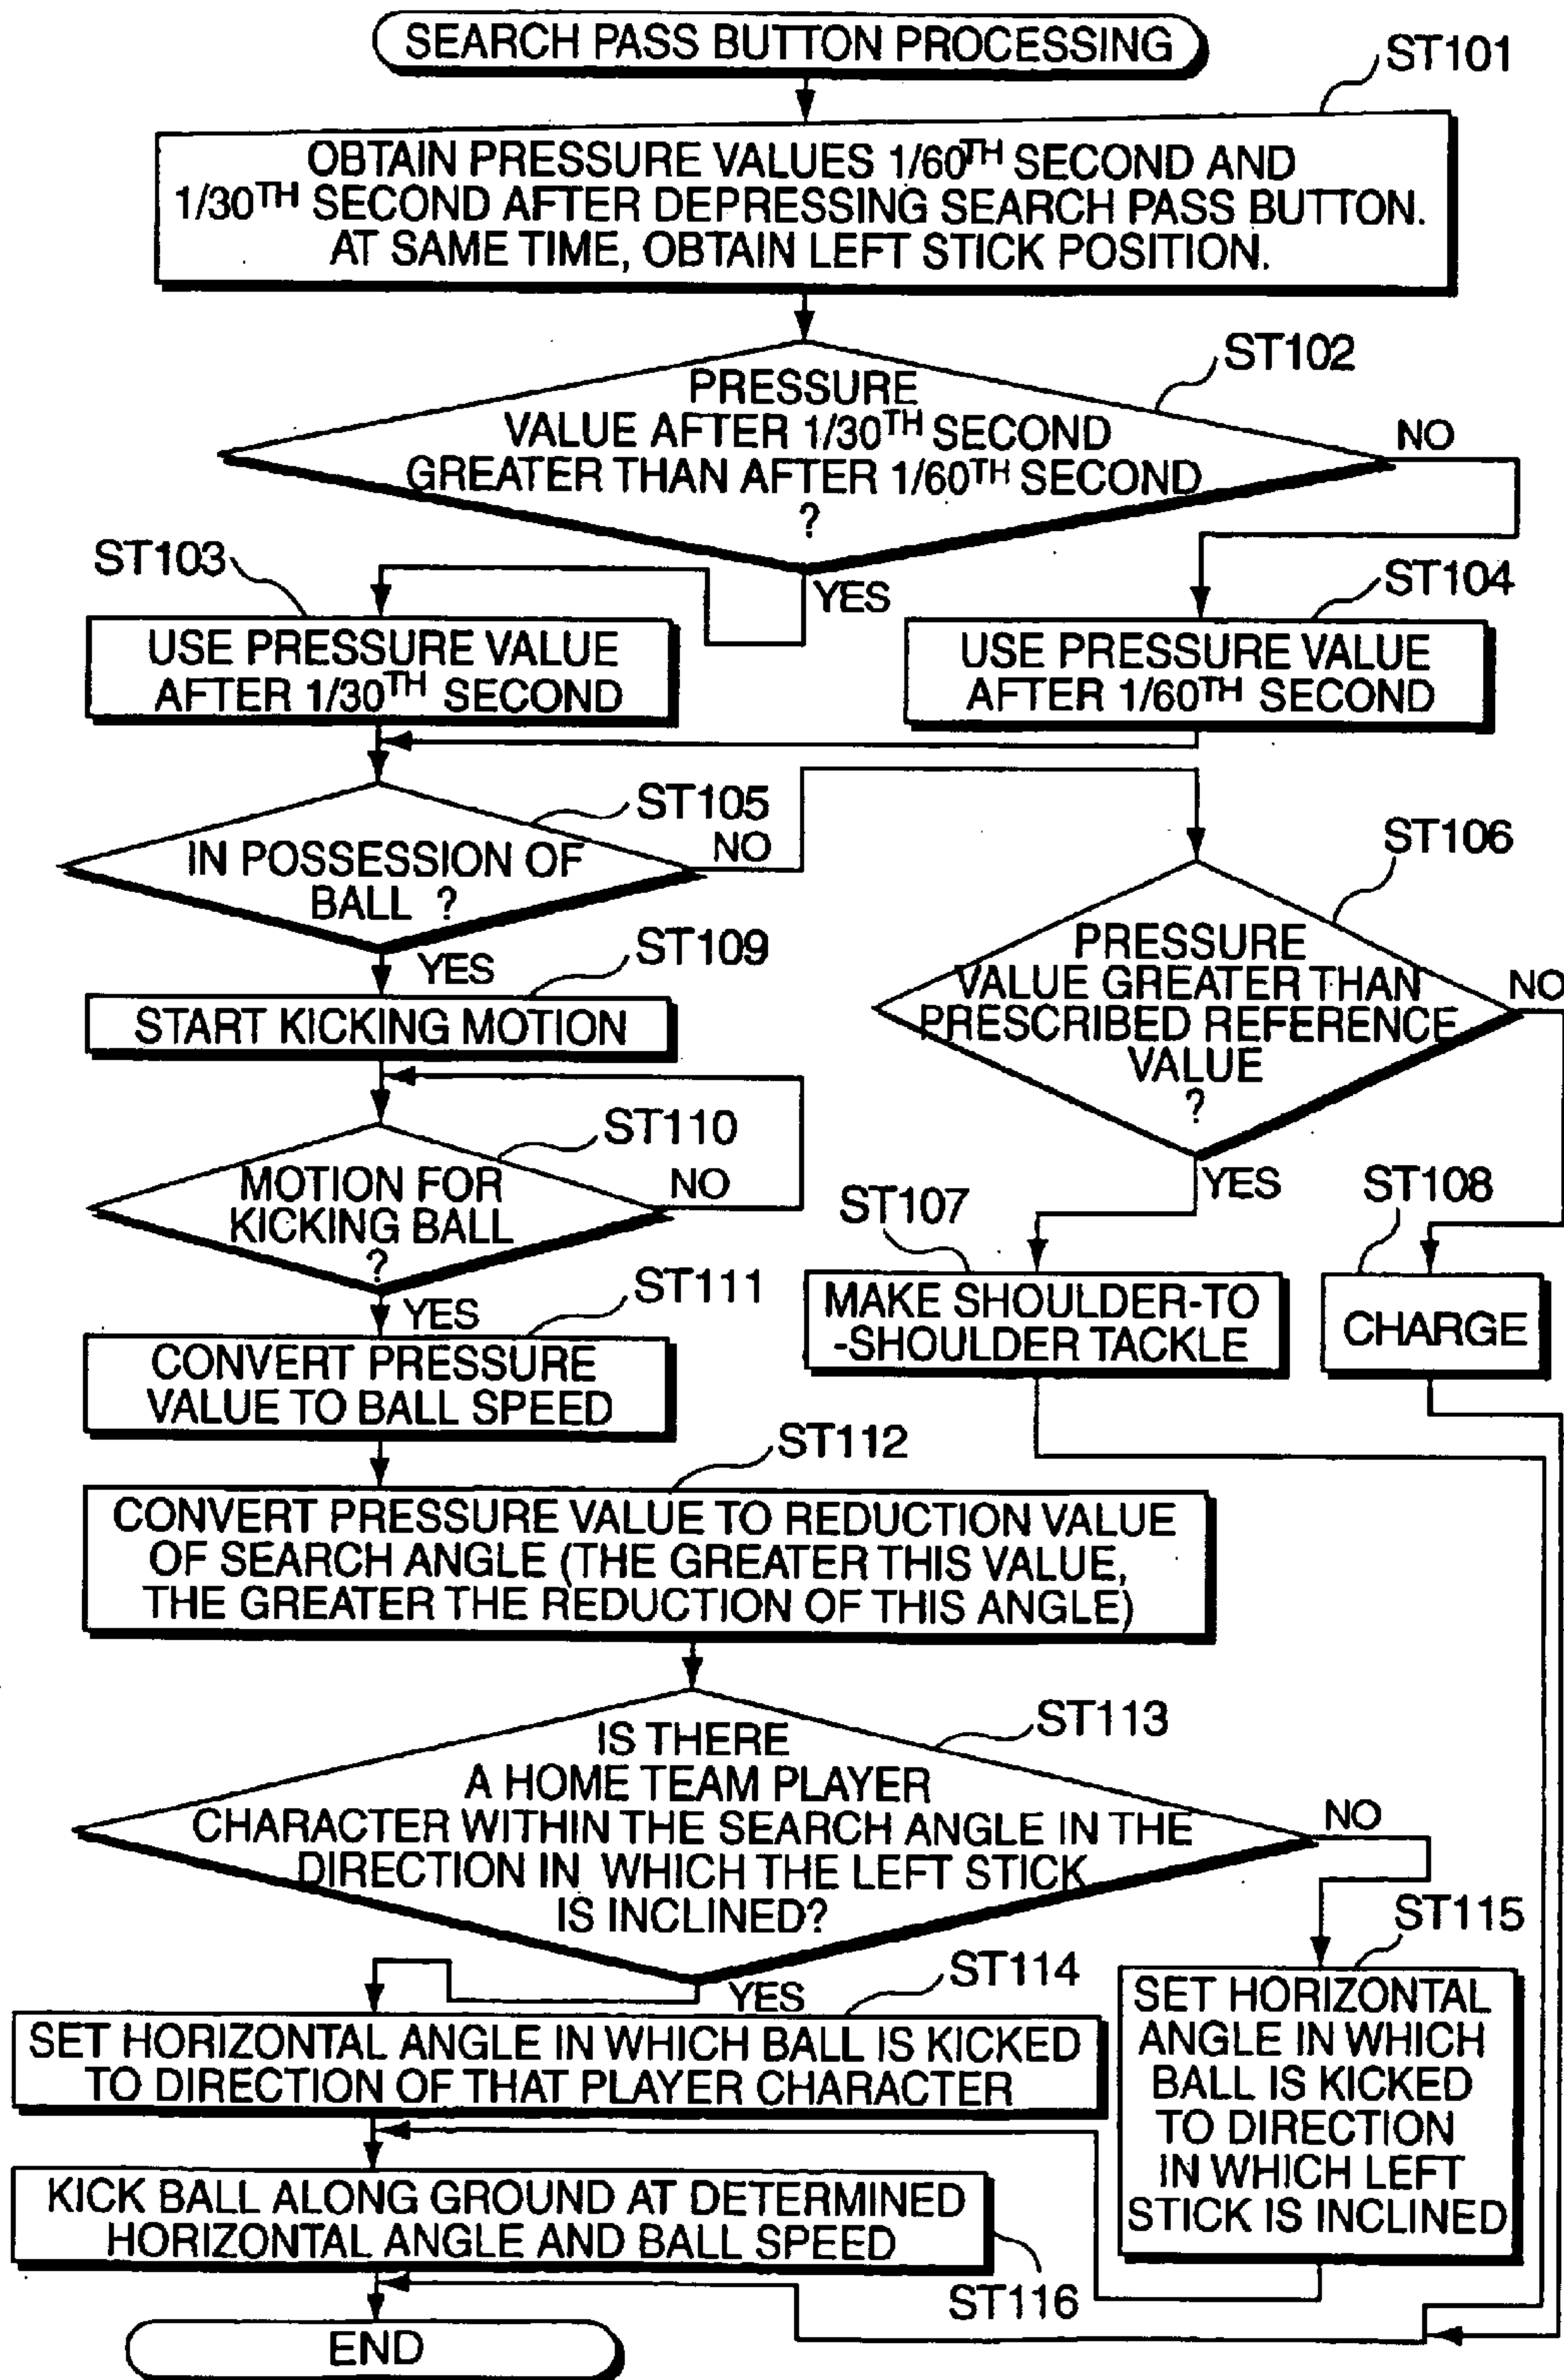 SEARCH PASS BUTTON PROCESSING
ST101
OBTAIN PRESSURE VALUES 1/60TH SECOND AND
1/30TH SECOND AFTER DEPRESSING SEARCH PASS BUTTON.
AT SAME TIME, OBTAIN LEFT STICK POSITION.
ST102
PRESSURE
VALUE AFTER 1/30TH SECOND
GREATER THAN AFTER 1/60TH SECOND
?
NO
YES
ST103
USE PRESSURE VALUE
AFTER 1/30TH SECOND
ST104
USE PRESSURE VALUE
AFTER 1/60TH SECOND
ST105
IN POSSESSION OF
BALL ?
NO
YES
ST106
PRESSURE
VALUE GREATER THAN
PRESCRIBED REFERENCE
VALUE
?
NO
YES
ST109
START KICKING MOTION
ST110
MOTION FOR
KICKING BALL
?
NO
YES
ST107
MAKE SHOULDER-TO
-SHOULDER TACKLE
ST108
CHARGE
ST111
CONVERT PRESSURE
VALUE TO BALL SPEED
ST112
CONVERT PRESSURE VALUE TO REDUCTION VALUE
OF SEARCH ANGLE (THE GREATER THIS VALUE,
THE GREATER THE REDUCTION OF THIS ANGLE)
ST113
IS THERE
A HOME TEAM PLAYER
CHARACTER WITHIN THE SEARCH ANGLE IN THE
DIRECTION IN WHICH THE LEFT STICK
IS INCLINED?
NO
YES
ST114
SET HORIZONTAL ANGLE IN WHICH BALL IS KICKED
TO DIRECTION OF THAT PLAYER CHARACTER
ST115
SET HORIZONTAL
ANGLE IN WHICH
BALL IS KICKED
TO DIRECTION
IN WHICH LEFT
STICK IS INCLINED
KICK BALL ALONG GROUND AT DETERMINED
HORIZONTAL ANGLE AND BALL SPEED
ST116
END